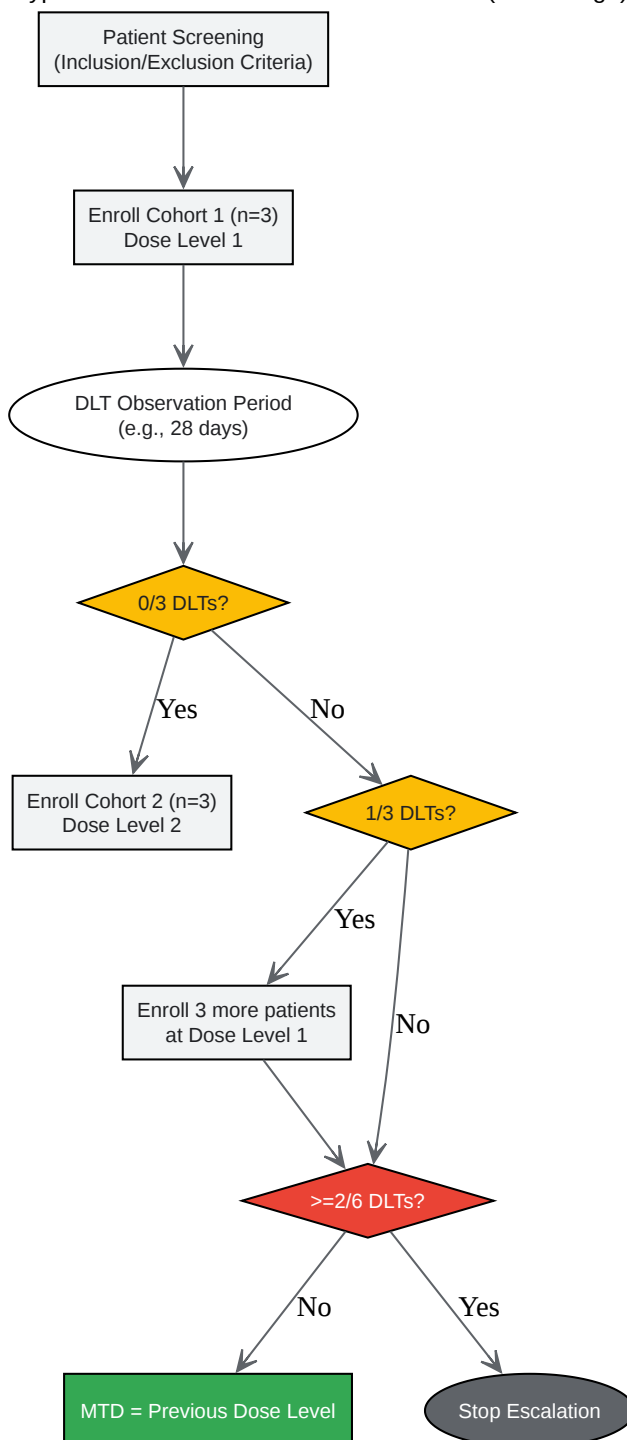 Patient Screening
(Inclusion/Exclusion Criteria)
Enroll Cohort 1 (n=3)
Dose Level 1
DLT Observation Period
(e.g., 28 days)
0/3 DLTs?
Yes
No
Enroll Cohort 2 (n=3)
Dose Level 2
1/3 DLTs?
Yes
Enroll 3 more patients
at Dose Level 1
No
>=2/6 DLTs?
No
Yes
MTD = Previous Dose Level
Stop Escalation